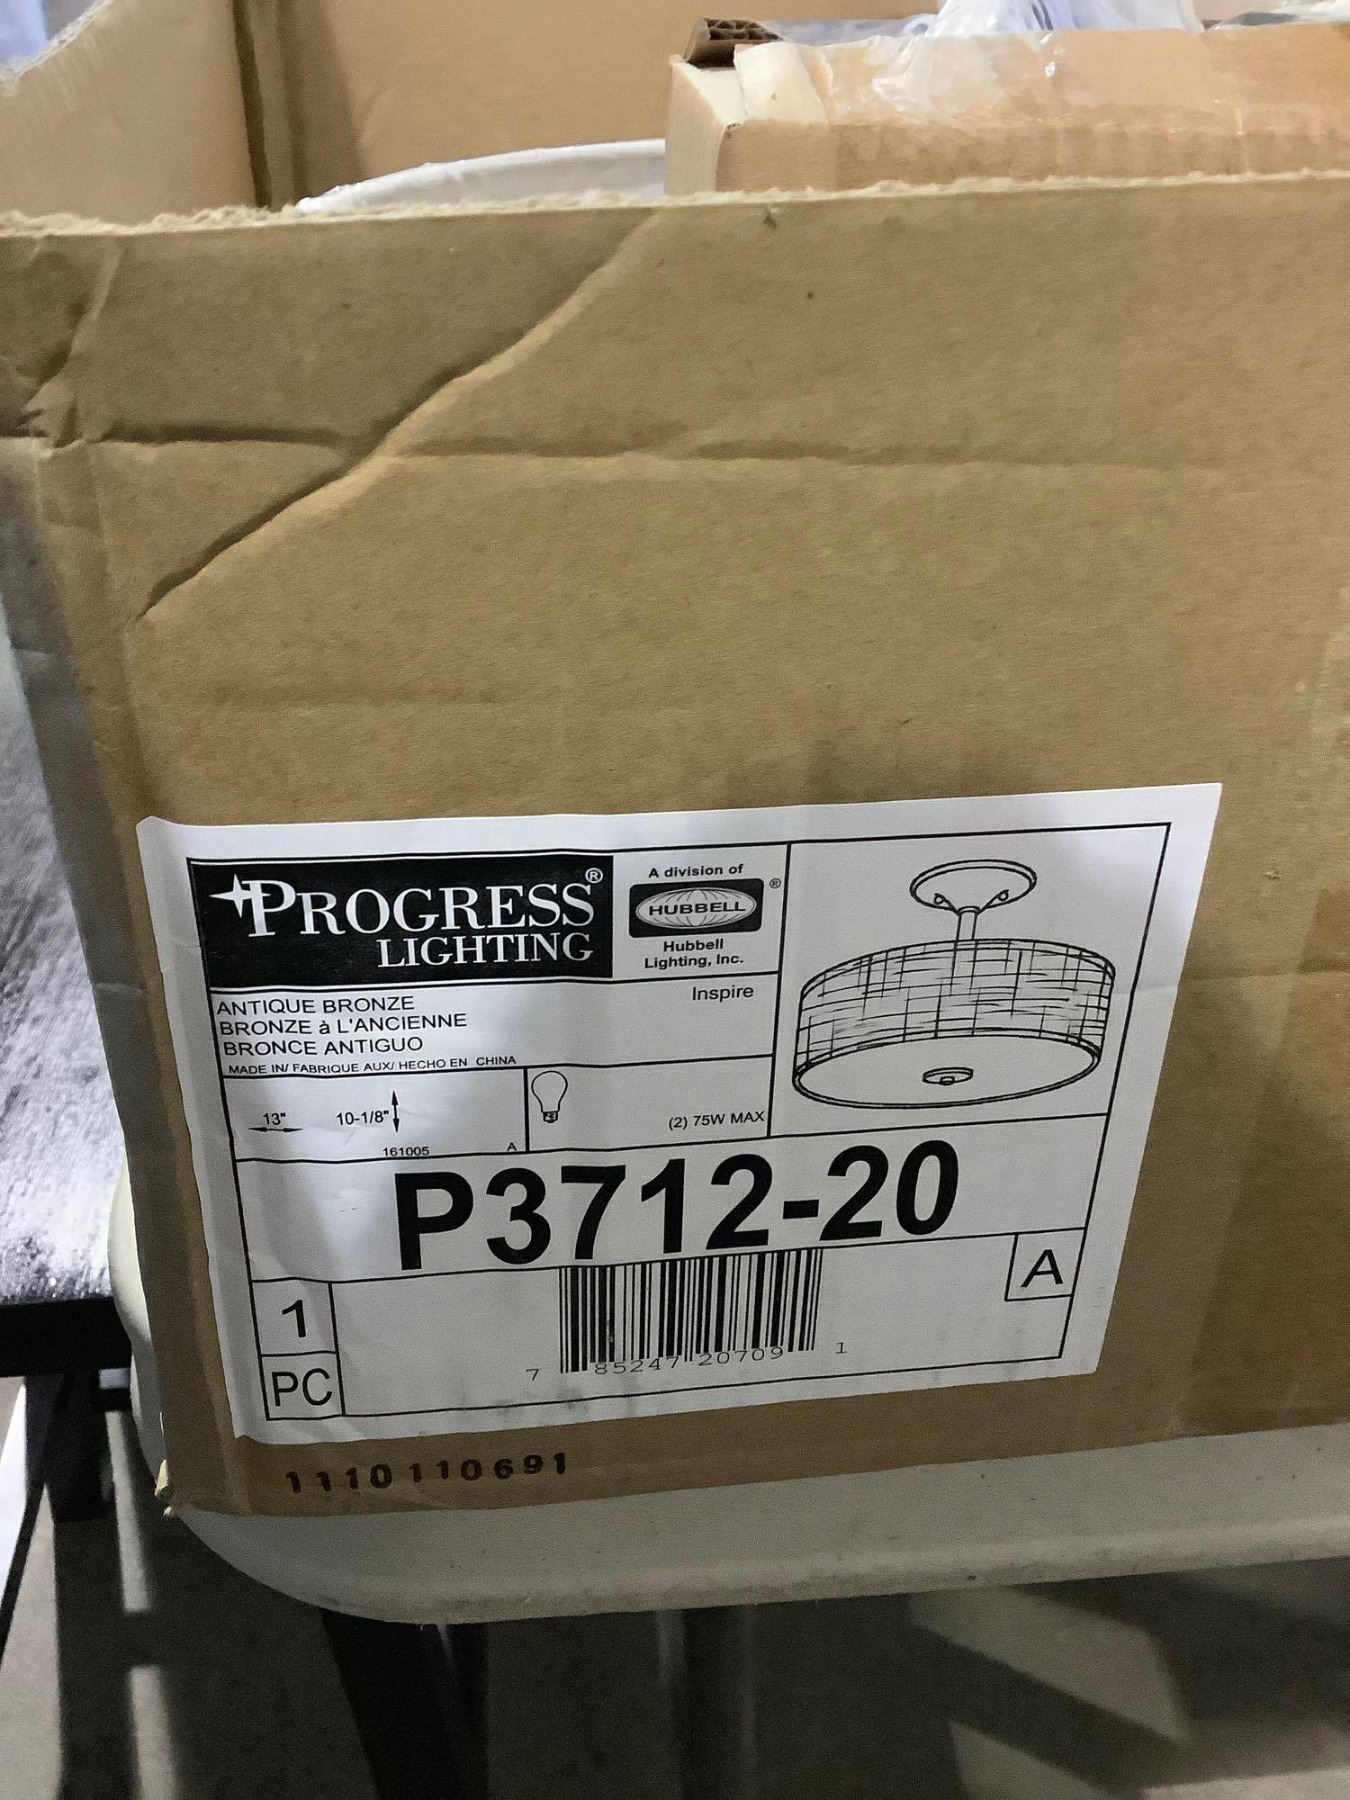 PROGRESS®
LIGHTING
A division of
HUBBELL®
Hubbell
Lighting, Inc.
ANTIQUE BRONZE
BRONZE à L'ANCIENNE
BRONCE ANTIGUO
Inspire
MADE IN/ FABRIQUE AUX/ HECHO EN CHINA
13"
10-1/8"
161005
A
(2) 75W MAX
P3712-20
1
PC
A
7 85247 20709 1
1110110691